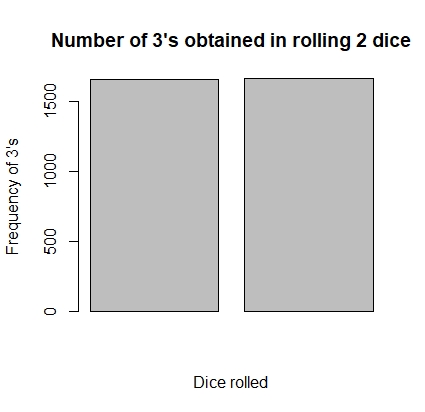 Number of 3's obtained in rolling 2 dice
Frequency of 3's
1500
1000
500
0
Dice rolled